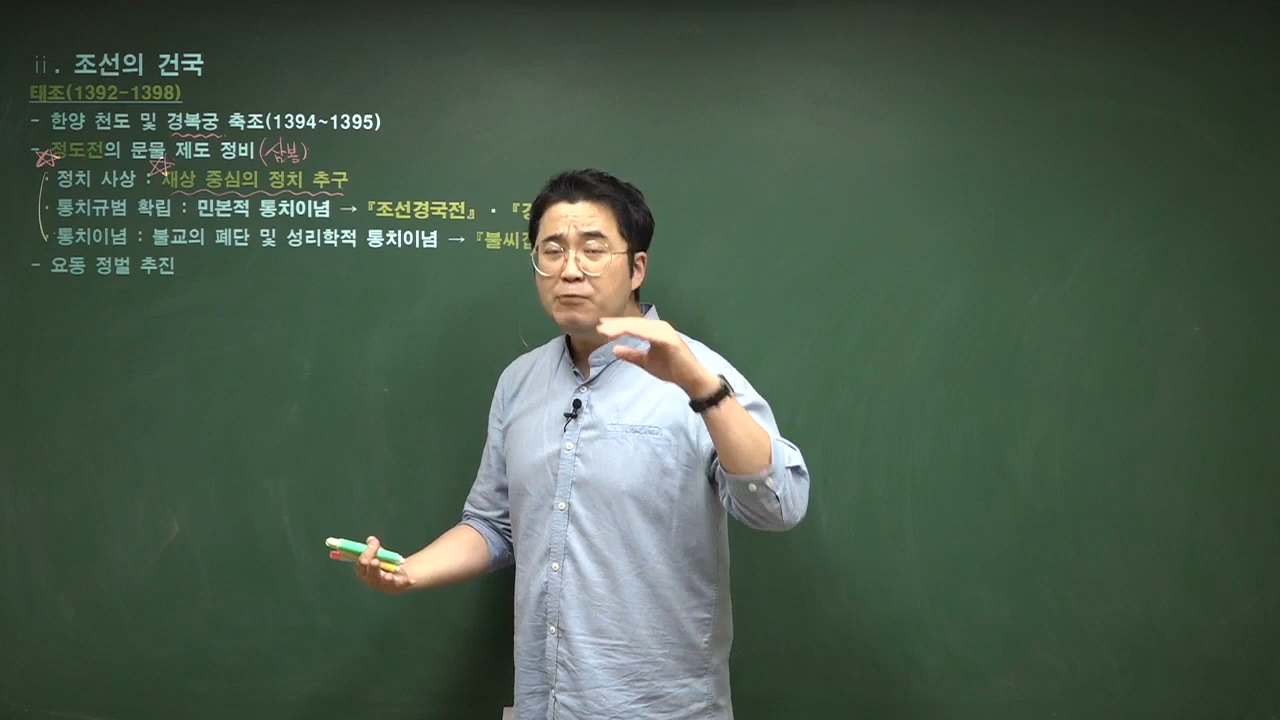 ⅱ. 조선의 건국
태조(1392-1398)
- 한양 천도 및 경복궁 축조(1394~1395)
- 정도전의 문물 제도 정비 (삼봉)
· 정치 사상 : 재상 중심의 정치 추구
· 통치규범 확립 : 민본적 통치이념 → 『조선경국전』·『
· 통치이념 : 불교의 폐단 및 성리학적 통치이념 → 『불씨
- 요동 정벌 추진